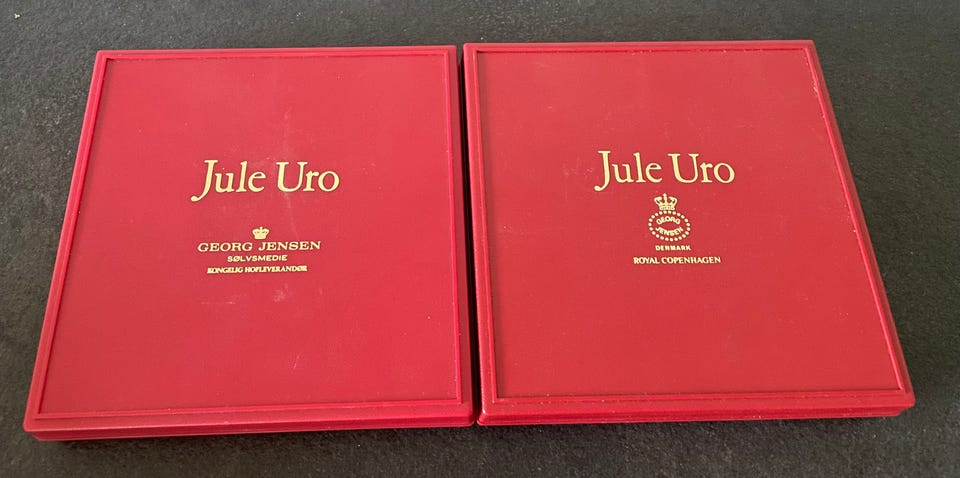 Jule Uro
GEORG JENSEN
SØLVSMEDIE
KONGELIG HOFLEVERANDØR
Jule Uro
GEORG
JENSEN
DENMARK
ROYAL COPENHAGEN